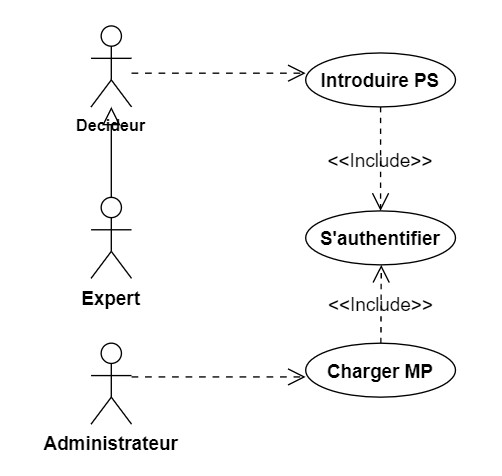 Introduire PS
Decideur
<<Include>>
S'authentifier
Expert
<<Include>>
Charger MP
Administrateur